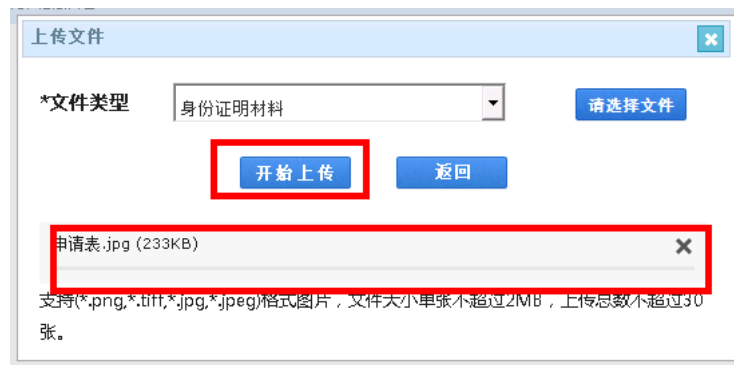 上传文件
*文件类型
身份证明材料
请选择文件
开始上传
返回
申请表.jpg (233KB)
支持(*.png,*.tiff,*.jpg,*.jpeg)格式图片，文件大小单张不超过2MB，上传总数不超过30
张。